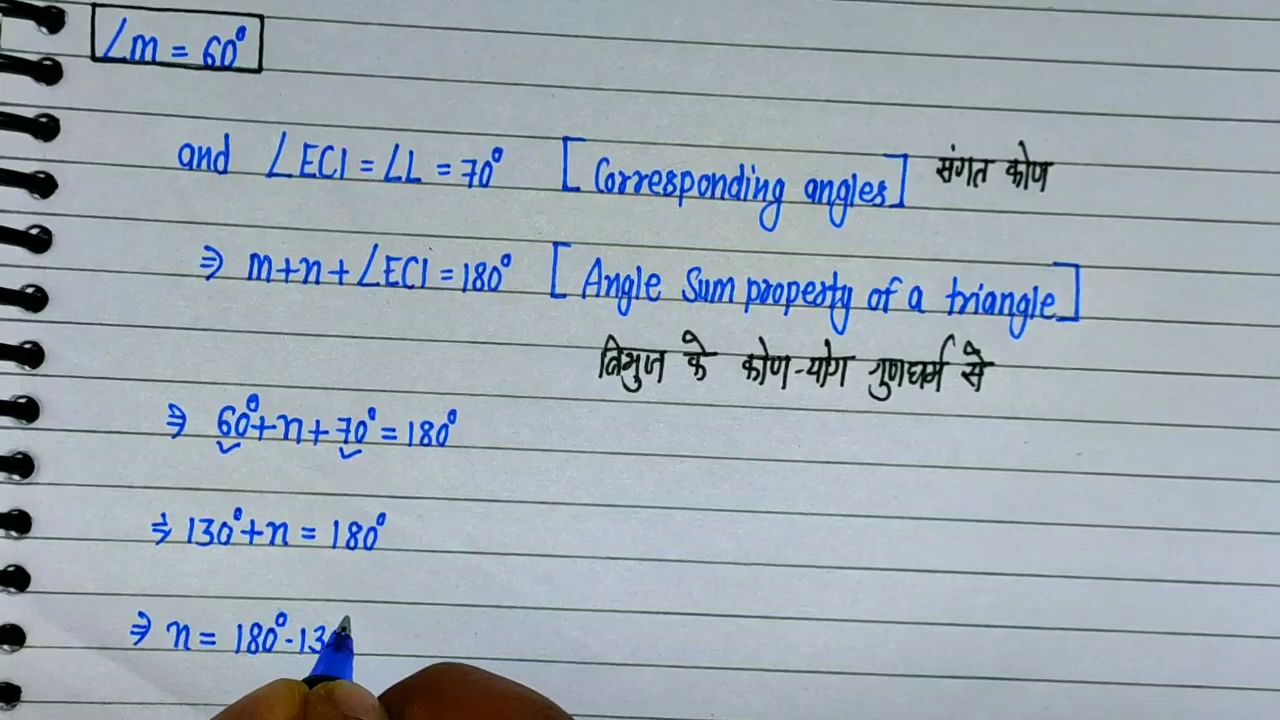 ∠m = 60°
and ∠ECI = ∠L = 70° [Corresponding angles] संगत कोण
⇒ m+n+∠ECI = 180° [Angle Sum property of a triangle]
त्रिभुज के कोण-योग गुणधर्म से
⇒ 60°+n+70° = 180°
⇒ 130°+n = 180°
⇒ n = 180°-13